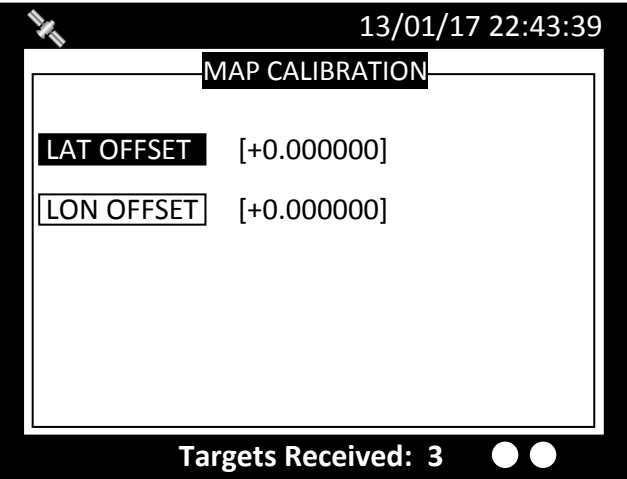 13/01/17 22:43:39
MAP CALIBRATION
LAT OFFSET [+0.000000]
LON OFFSET [+0.000000]
Targets Received: 3